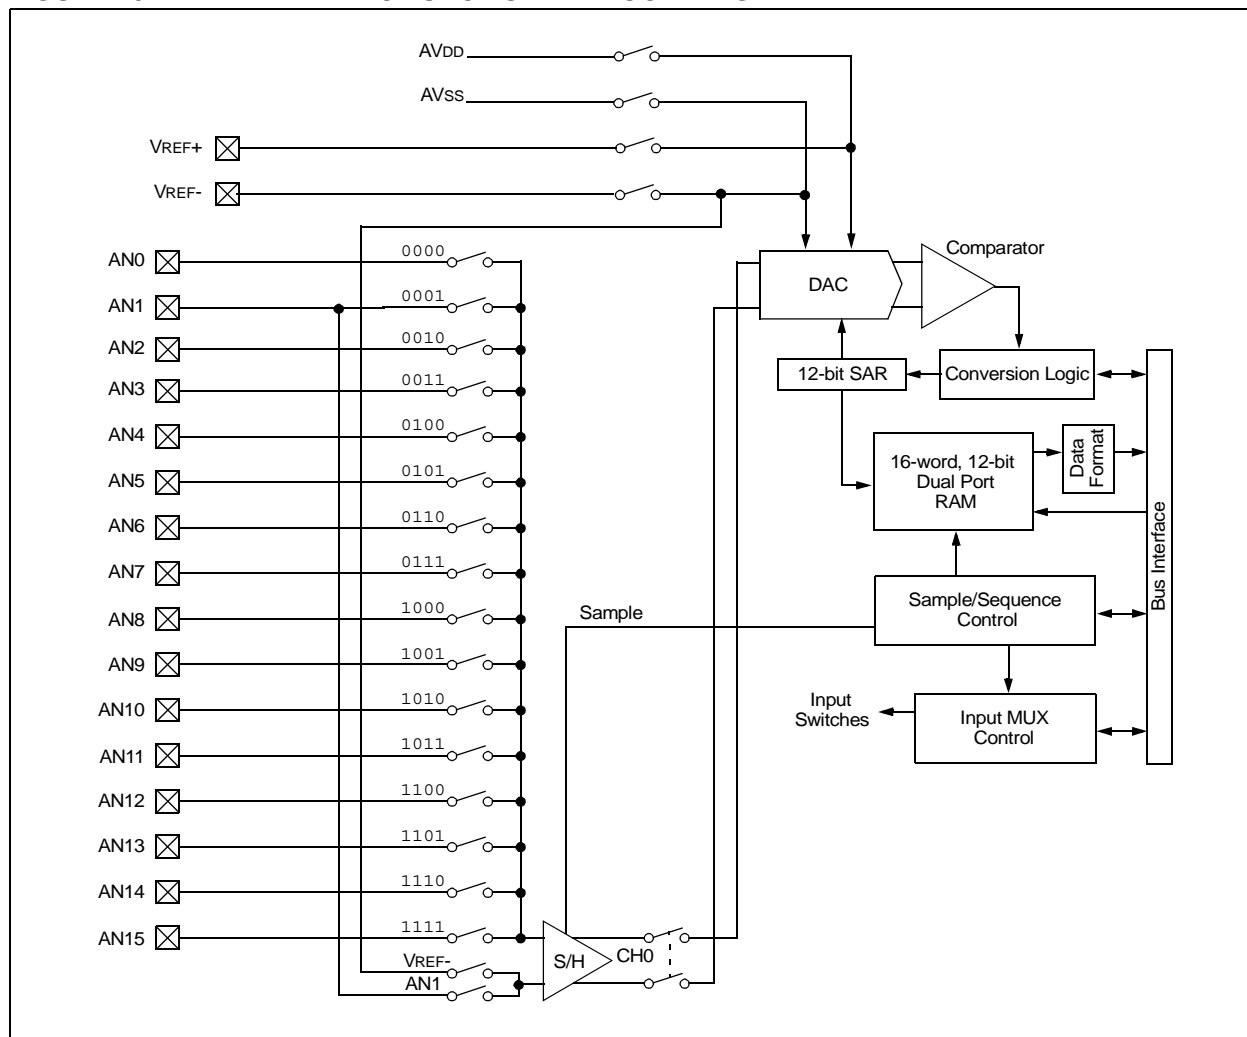 AVDD
AVSS
VREF+
VREF-
AN0
0000
AN1
0001
AN2
0010
AN3
0011
AN4
0100
AN5
0101
AN6
0110
AN7
0111
AN8
1000
AN9
1001
AN10
1010
AN11
1011
AN12
1100
AN13
1101
AN14
1110
AN15
1111
VREF-
AN1
S/H
CH0
Sample
DAC
Comparator
12-bit SAR
Conversion Logic
16-word, 12-bit
Dual Port
RAM
Data
Format
Bus Interface
Sample/Sequence
Control
Input
Switches
Input MUX
Control